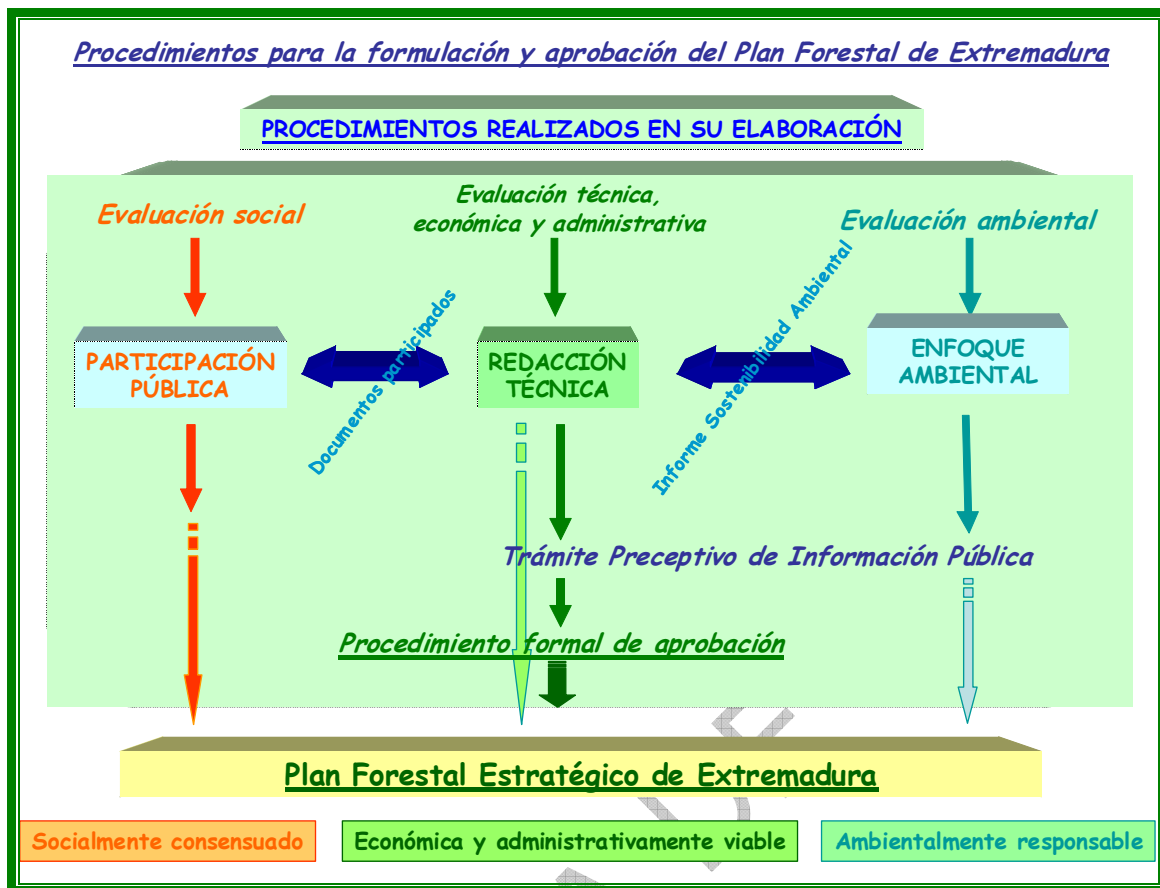 Procedimientos para la formulación y aprobación del Plan Forestal de Extremadura
PROCEDIMIENTOS REALIZADOS EN SU ELABORACIÓN
Evaluación social
Evaluación técnica,
económica y administrativa
Evaluación ambiental
PARTICIPACIÓN
PÚBLICA
Documentos participados
REDACCIÓN
TÉCNICA
Informe Sostenibilidad Ambiental
ENFOQUE
AMBIENTAL
Trámite Preceptivo de Información Pública
Procedimiento formal de aprobación
Plan Forestal Estratégico de Extremadura
Socialmente consensuado
Económica y administrativamente viable
Ambientalmente responsable